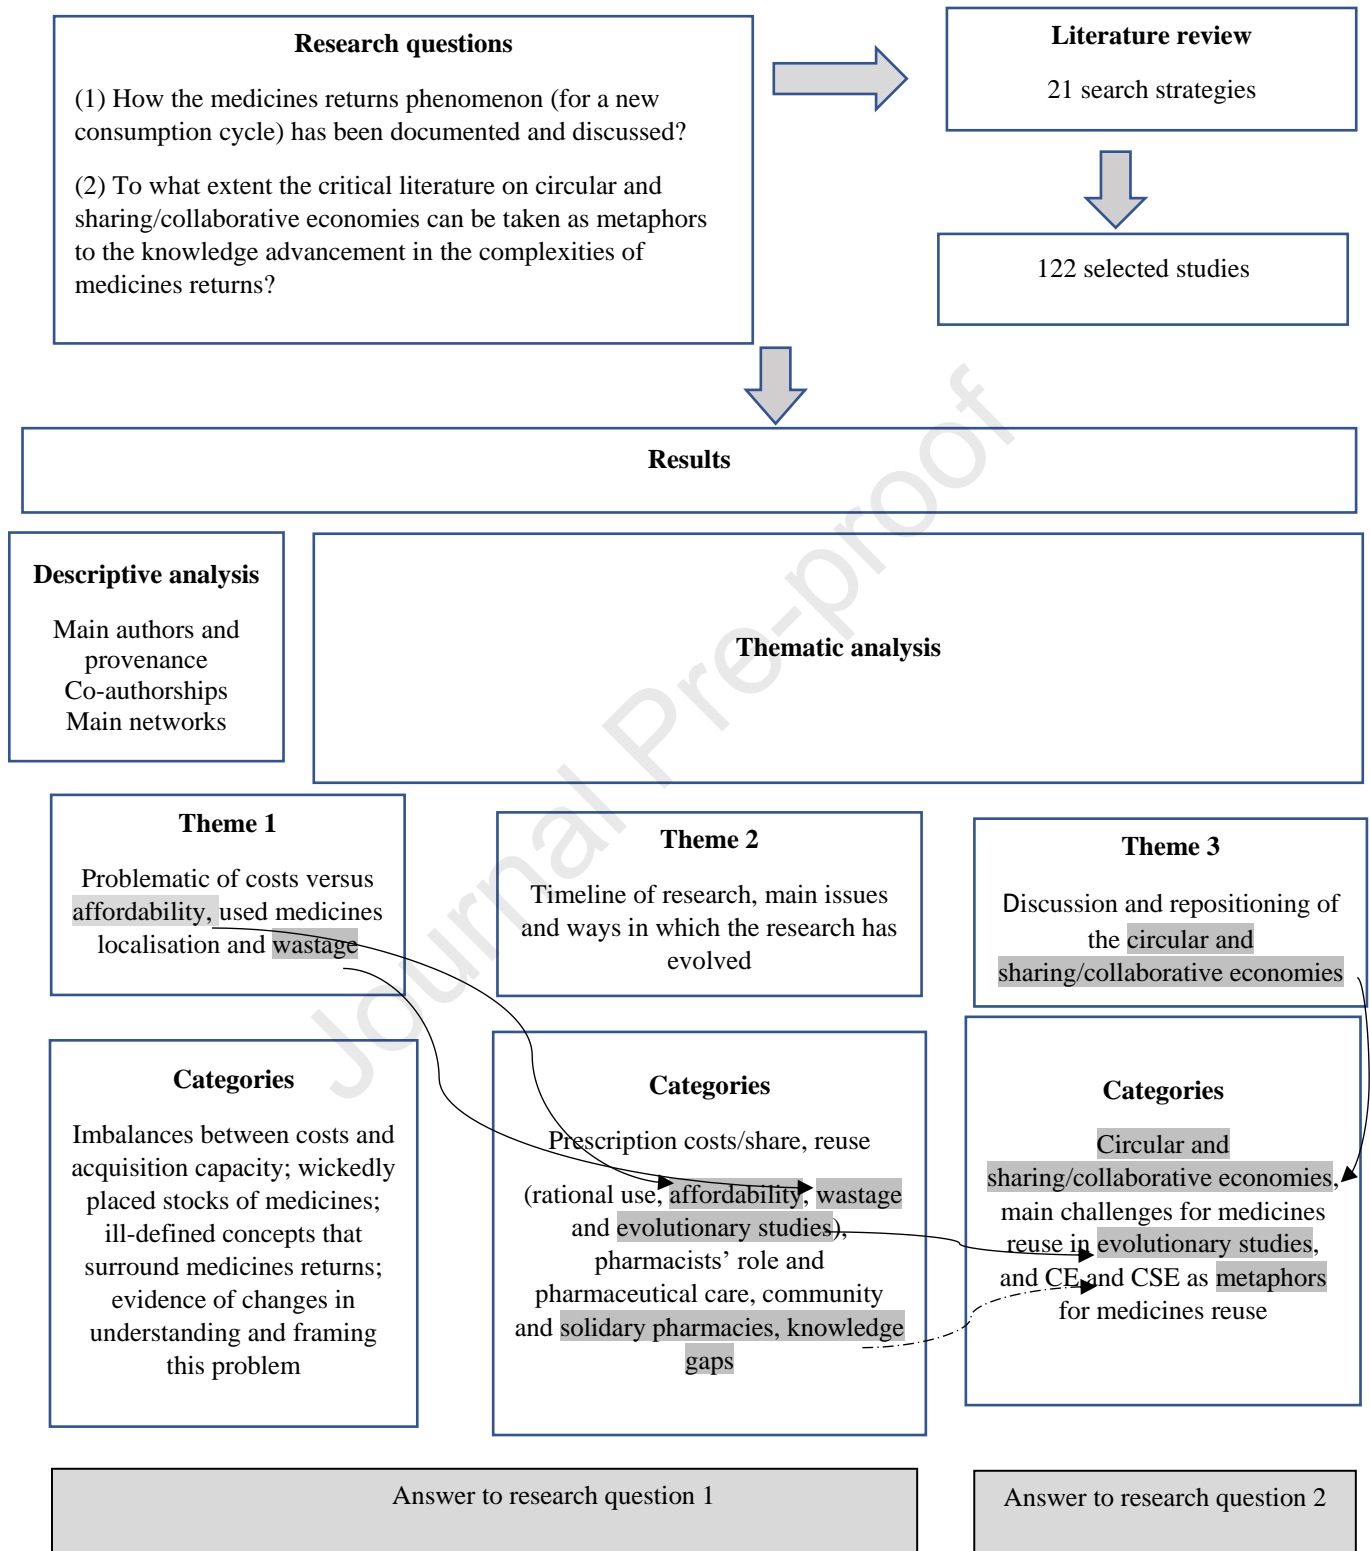 Research questions
(1) How the medicines returns phenomenon (for a new
consumption cycle) has been documented and discussed?
(2) To what extent the critical literature on circular and
sharing/collaborative economies can be taken as metaphors
to the knowledge advancement in the complexities of
medicines returns?
Literature review
21 search strategies
122 selected studies
Results
Descriptive analysis
Main authors and
provenance
Co-authorships
Main networks
Thematic analysis
Theme 1
Problematic of costs versus
affordability, used medicines
localisation and wastage
Theme 2
Timeline of research, main issues
and ways in which the research has
evolved
Theme 3
Discussion and repositioning of
the circular and
sharing/collaborative economies
Categories
Imbalances between costs and
acquisition capacity; wickedly
placed stocks of medicines;
ill-defined concepts that
surround medicines returns;
evidence of changes in
understanding and framing
this problem
Categories
Prescription costs/share, reuse
(rational use, affordability, wastage
and evolutionary studies),
pharmacists’ role and
pharmaceutical care, community
and solidary pharmacies, knowledge
gaps
Categories
Circular and
sharing/collaborative economies,
main challenges for medicines
reuse in evolutionary studies,
and CE and CSE as metaphors
for medicines reuse
Answer to research question 1
Answer to research question 2
Journal Pre-proof